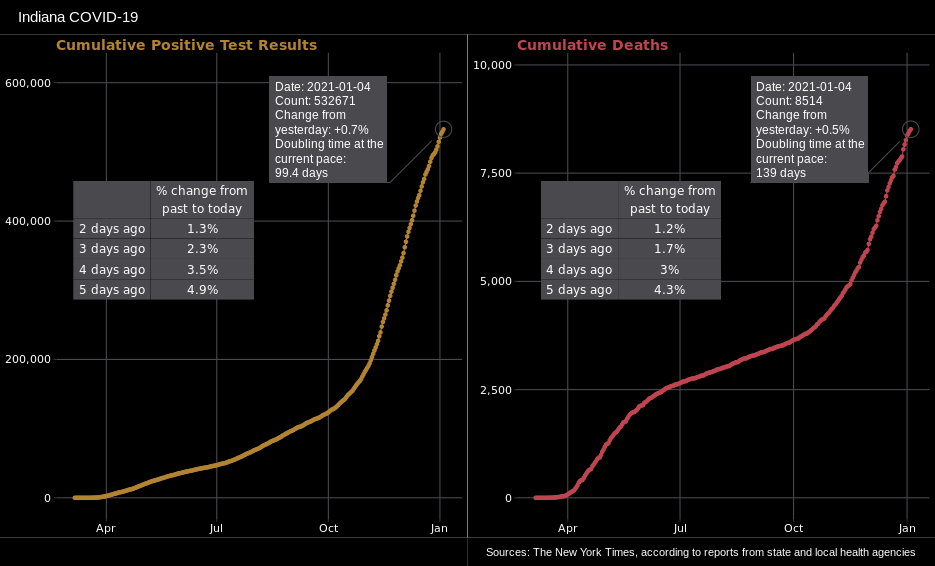 Indiana COVID-19
Cumulative Positive Test Results
600,000
400,000
200,000
0
Date: 2021-01-04
Count: 532671
Change from
yesterday: +0.7%
Doubling time at the
current pace:
99.4 days
% change from
past to today
2 days ago 1.3%
3 days ago 2.3%
4 days ago 3.5%
5 days ago 4.9%
Apr Jul Oct Jan
Cumulative Deaths
10,000
7,500
5,000
2,500
0
Date: 2021-01-04
Count: 8514
Change from
yesterday: +0.5%
Doubling time at the
current pace:
139 days
% change from
past to today
2 days ago 1.2%
3 days ago 1.7%
4 days ago 3%
5 days ago 4.3%
Apr Jul Oct Jan
Sources: The New York Times, according to reports from state and local health agencies